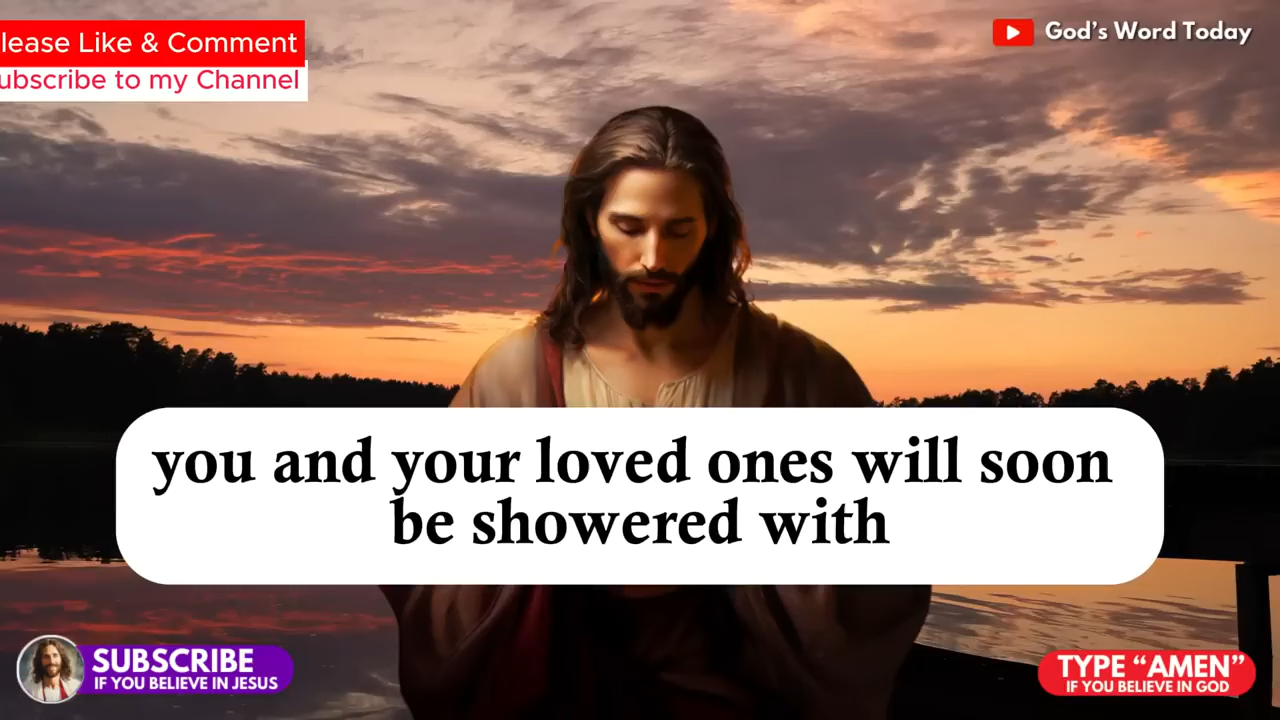 lease Like & Comment
ubscribe to my Channel
God's Word Today
you and your loved ones will soon
be showered with
SUBSCRIBE
IF YOU BELIEVE IN JESUS
TYPE “AMEN”
IF YOU BELIEVE IN GOD